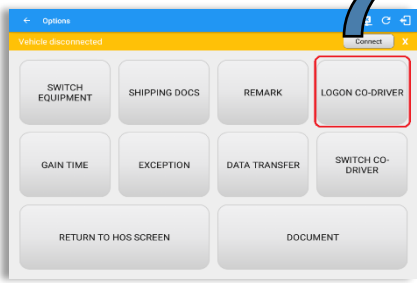 Options
Vehicle disconnected
Connect
X
SWITCH
EQUIPMENT
SHIPPING DOCS
REMARK
LOGON CO-DRIVER
GAIN TIME
EXCEPTION
DATA TRANSFER
SWITCH CO-
DRIVER
RETURN TO HOS SCREEN
DOCUMENT